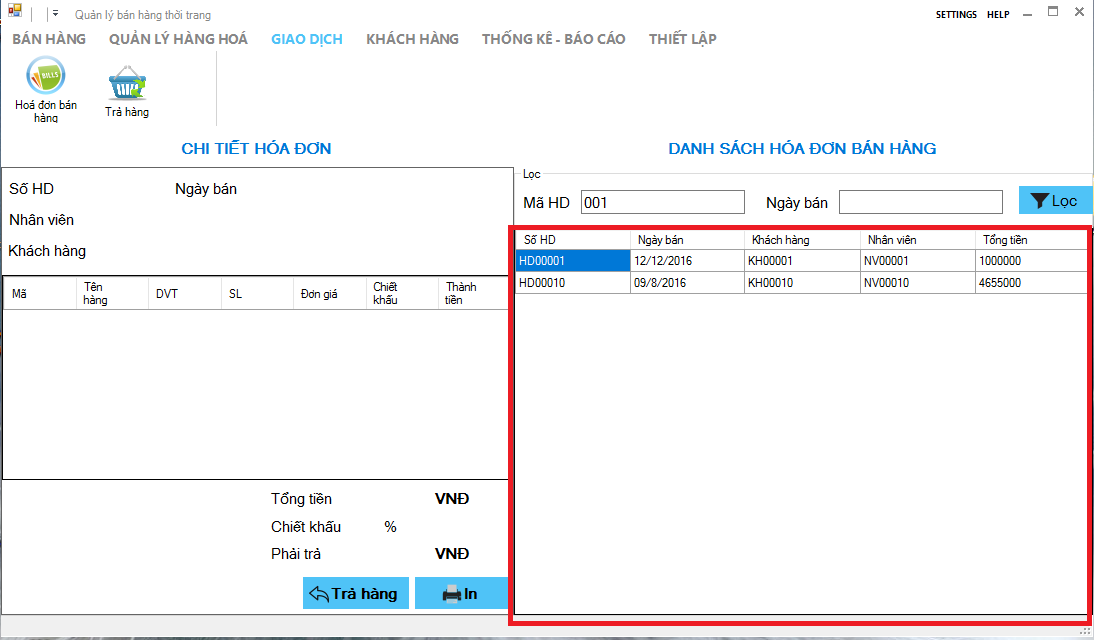 Quản lý bán hàng thời trang
SETTINGS HELP
BÁN HÀNG QUẢN LÝ HÀNG HOÁ GIAO DỊCH KHÁCH HÀNG THỐNG KÊ - BÁO CÁO THIẾT LẬP
BILLS
Hoá đơn bán hàng
Trả hàng
CHI TIẾT HÓA ĐƠN
Số HD Ngày bán
Nhân viên
Khách hàng
Mã Tên hàng DVT SL Đơn giá Chiết khấu Thành tiền
Tổng tiền VNĐ
Chiết khấu %
Phải trả VNĐ
Trả hàng In
DANH SÁCH HÓA ĐƠN BÁN HÀNG
Lọc
Mã HD 001 Ngày bán Lọc
Số HD Ngày bán Khách hàng Nhân viên Tổng tiền
HD00001 12/12/2016 KH00001 NV00001 1000000
HD00010 09/8/2016 KH00010 NV00010 4655000